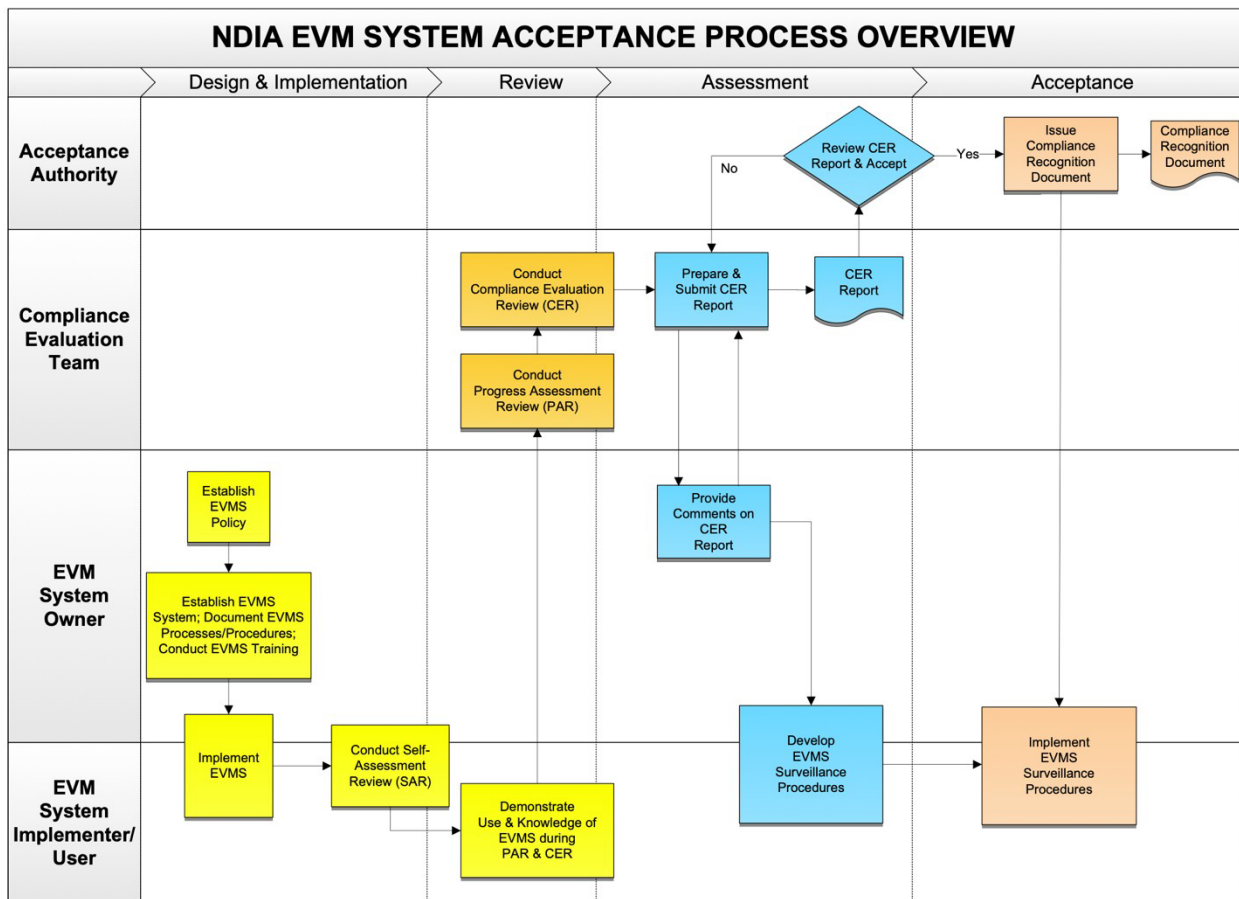 NDIA EVM SYSTEM ACCEPTANCE PROCESS OVERVIEW
Design & Implementation
Review
Assessment
Acceptance
Acceptance
Authority
Review CER
Report & Accept
No
Yes
Issue
Compliance
Recognition
Document
Compliance
Recognition
Document
Compliance
Evaluation
Team
Conduct
Compliance Evaluation
Review (CER)
Prepare &
Submit CER
Report
CER
Report
Conduct
Progress Assessment
Review (PAR)
EVM
System
Owner
Establish
EVMS
Policy
Provide
Comments on
CER
Report
Establish EVMS
System; Document EVMS
Processes/Procedures;
Conduct EVMS Training
EVM
System
Implementer/
User
Implement
EVMS
Conduct Self-
Assessment
Review (SAR)
Demonstrate
Use & Knowledge of
EVMS during
PAR & CER
Develop
EVMS
Surveillance
Procedures
Implement
EVMS
Surveillance
Procedures